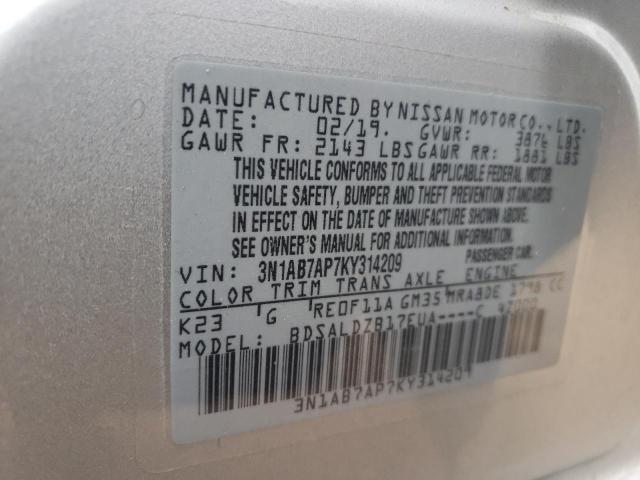 MANUFACTURED BY NISSAN MOTOR CO., LTD.
DATE: 02/19. GVWR: 3876 LBS
GAWR FR: 2143 LBS GAWR RR: 1881 LBS
THIS VEHICLE CONFORMS TO ALL APPLICABLE FEDERAL MOTOR
VEHICLE SAFETY, BUMPER AND THEFT PREVENTION STANDARDS
IN EFFECT ON THE DATE OF MANUFACTURE SHOWN ABOVE.
SEE OWNER'S MANUAL FOR ADDITIONAL INFORMATION.
VIN: 3N1AB7AP7KY314209 PASSENGER CAR.
COLOR TRIM TRANS AXLE ENGINE
K23 G RE0F11A GM35 MRA8DE 1798 CC
MODEL: BDSALDZB17EUA----C 42000
3N1AB7AP7KY314209